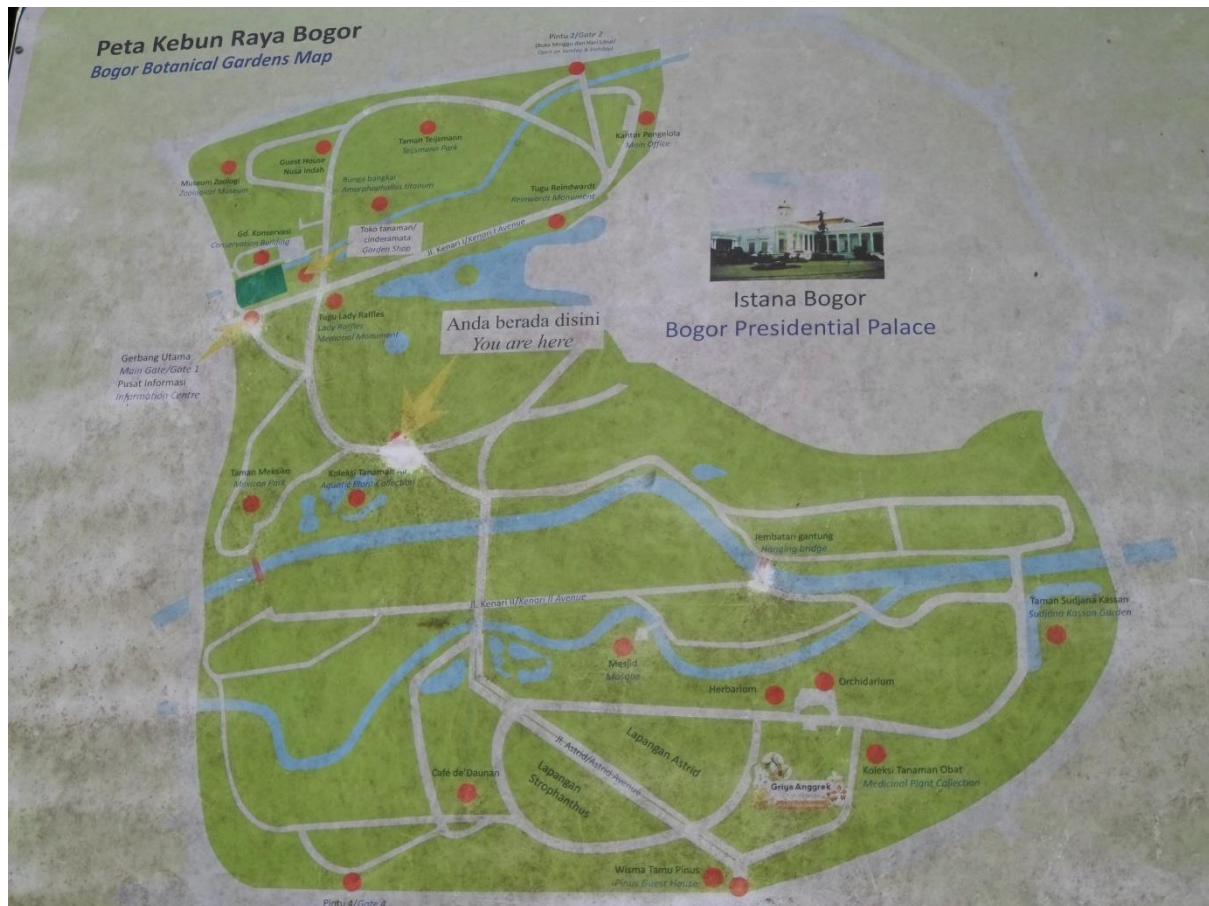 Peta Kebun Raya Bogor
Bogor Botanical Gardens Map
Pintu 2/Gate 2
Kantor Pengelola
Main Office
Taman Teijsmann
Teijsmann Park
Guest House
Nusa Indah
Museum Zoologi
Zoological Museum
Bunga bangkai
Amorphophallus titanum
Tugu Reindwardt
Reinwardt Monument
Gd. Konservasi
Conservation Building
Toko tanaman/
cinderamata
Garden Shop
Jl. Kenari I/Kenari I Avenue
Istana Bogor
Bogor Presidential Palace
Tugu Lady Raffles
Lady Raffles
Anda berada disini
You are here
Gerbang Utama
Main Gate/Gate 1
Pusat Informasi
Information Centre
Taman Meksiko
Mexican Park
Koleksi Tanaman Air
Aquatic Plant Collection
Jembatan gantung
Hanging bridge
Jl. Kenari II/Kenari II Avenue
Taman Sudjana Kassan
Sudjana Kassan Garden
Mesjid
Mosque
Herbarium
Orchidarium
Lapangan Astrid
Jl. Astrid/Astrid Avenue
Lapangan
Strophanthus
Café de'Daunan
Griya Anggrek
Koleksi Tanaman Obat
Medicinal Plant Collection
Wisma Tamu Pinus
Pinus Guest House
Pintu 4/Gate 4